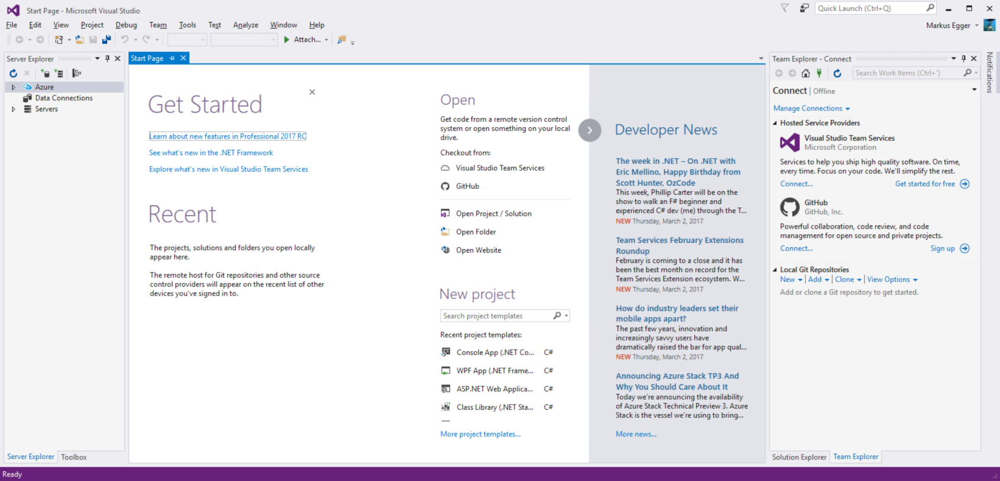 Start Page - Microsoft Visual Studio
Quick Launch (Ctrl+Q)
File Edit View Project Debug Team Tools Test Analyze Window Help
Markus Egger
Attach...
Server Explorer
Azure
Data Connections
Servers
Server Explorer Toolbox
Start Page
Get Started
Learn about new features in Professional 2017 RC
See what's new in the .NET Framework
Explore what's new in Visual Studio Team Services
Recent
The projects, solutions and folders you open locally
appear here.
The remote host for Git repositories and other source
control providers will appear on the recent list of other
devices you've signed in to.
Open
Get code from a remote version control
system or open something on your local
drive.
Checkout from:
Visual Studio Team Services
GitHub
Open Project / Solution
Open Folder
Open Website
New project
Search project templates
Recent project templates:
Console App (.NET Co... C#
WPF App (.NET Frame... C#
ASP.NET Web Applica... C#
Class Library (.NET Sta... C#
More project templates...
Developer News
The week in .NET – On .NET with
Eric Mellino, Happy Birthday from
Scott Hunter, OzCode
This week, Phillip Carter will be on the
show to walk an F# beginner and
experienced C# dev (me) through the T...
NEW Thursday, March 2, 2017
Team Services February Extensions
Roundup
February is coming to a close and it has
been the best month on record for the
Team Services Extension ecosystem. W...
NEW Thursday, March 2, 2017
How do industry leaders set their
mobile apps apart?
The past few years, innovation and
increasingly savvy users have
dramatically raised the bar for app qual...
NEW Thursday, March 2, 2017
Announcing Azure Stack TP3 And
Why You Should Care About It
Today we're announcing the availability
of Azure Stack Technical Preview 3. Azure
Stack is the vessel we're using to bring...
More news...
Team Explorer - Connect
Search Work Items (Ctrl+')
Connect | Offline
Manage Connections
Hosted Service Providers
Visual Studio Team Services
Microsoft Corporation
Services to help you ship high quality software. On time,
every time. Focus on your code. We'll simplify the rest.
Connect... Get started for free
GitHub
GitHub, Inc.
Powerful collaboration, code review, and code
management for open source and private projects.
Connect... Sign up
Local Git Repositories
New | Add | Clone | View Options
Add or clone a Git repository to get started.
Solution Explorer Team Explorer
Notifications
Ready